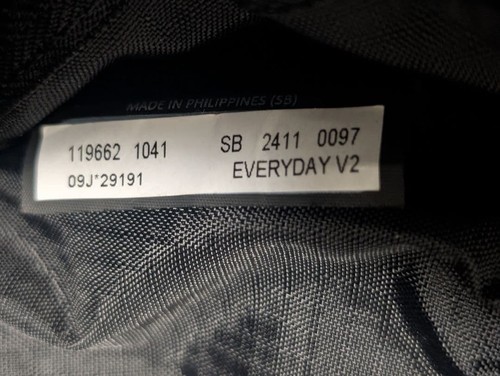 MADE IN PHILIPPINES (SB)
119662 1041 SB 2411 0097
09J*29191 EVERYDAY V2